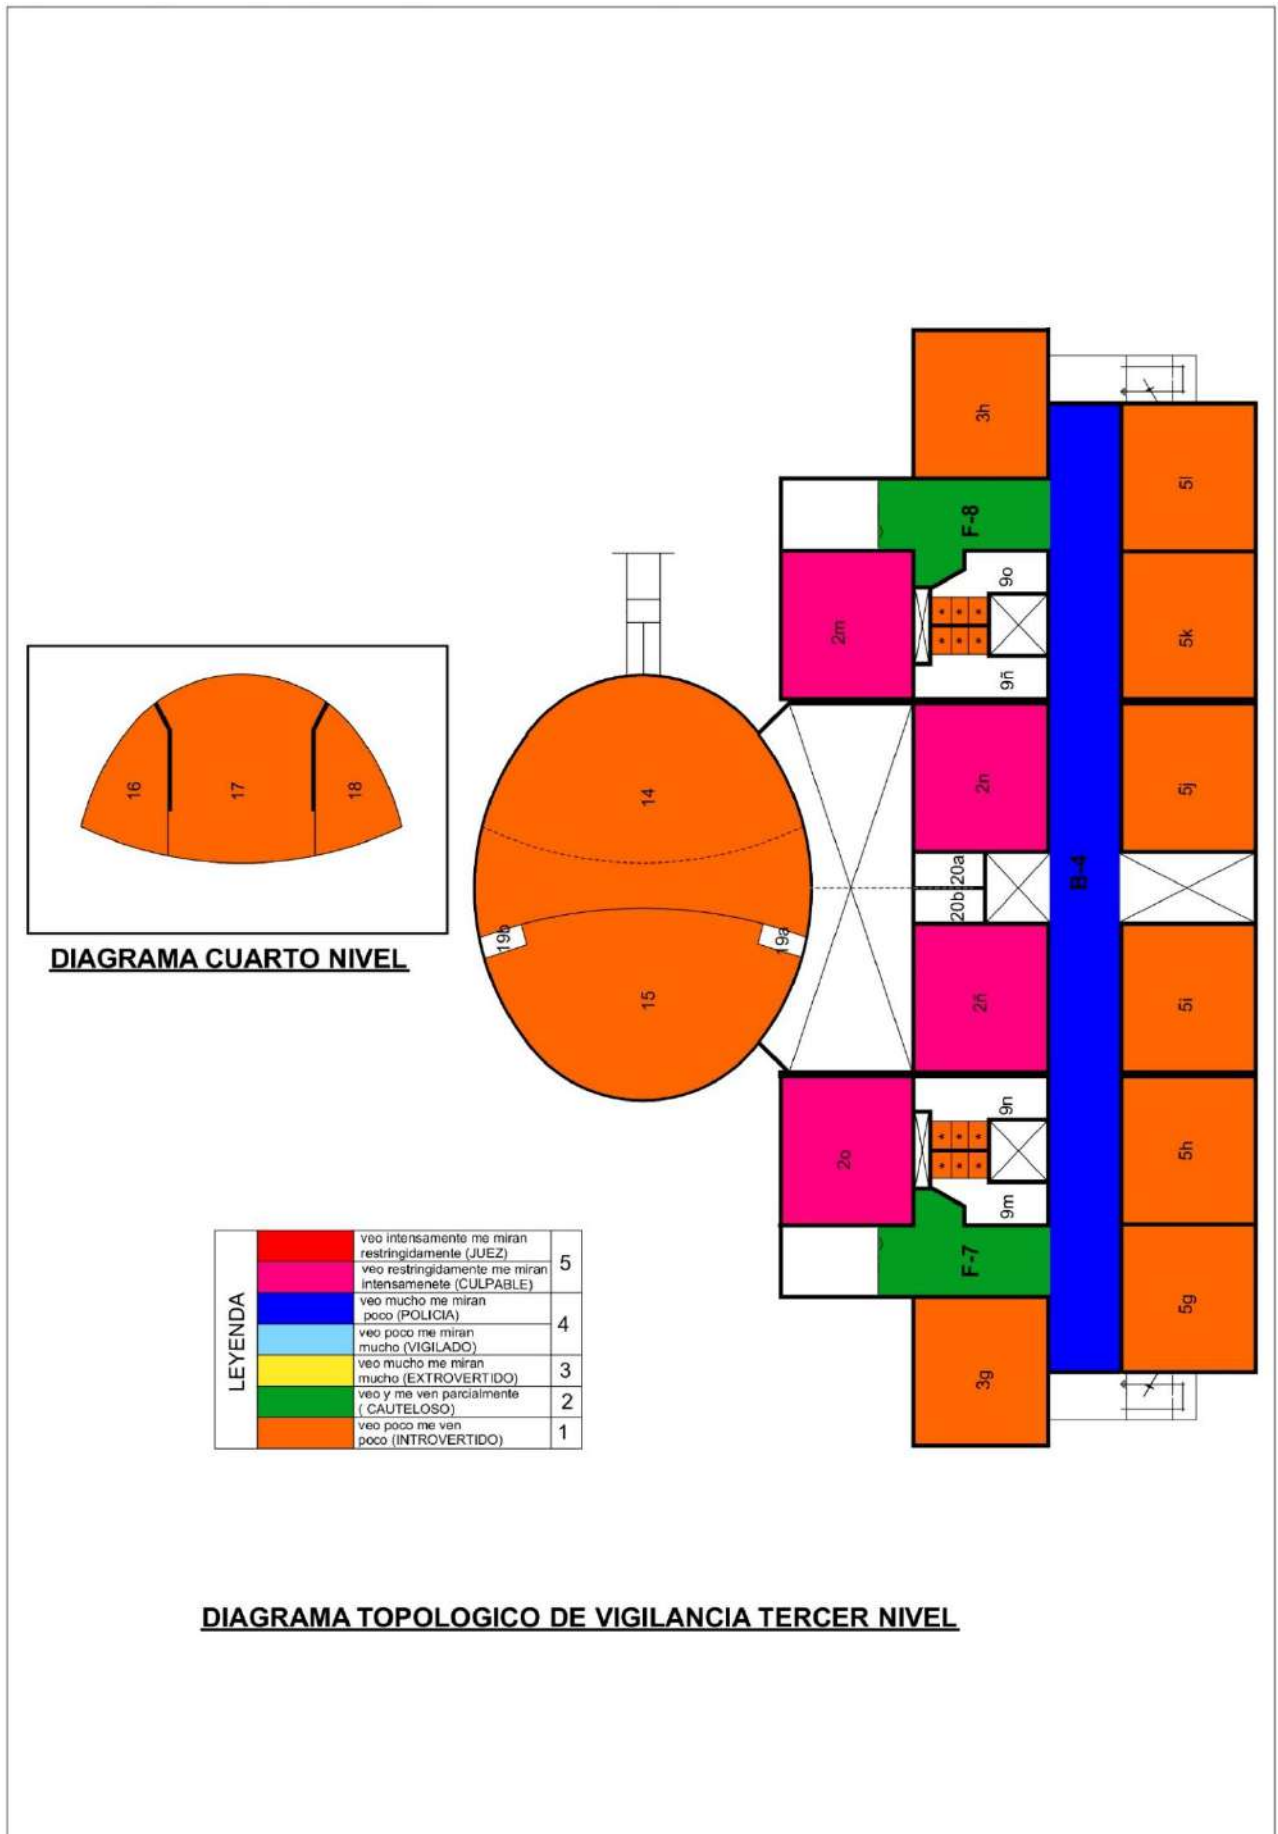 3h
F-8
5l
2m
9o
5k
9ñ
16
17
18
14
2n
5j
B-4
20b
20a
19b
19a
DIAGRAMA CUARTO NIVEL
15
2ñ
5i
2o
9n
5h
9m
F-7
5g
3g
LEYENDA
veo intensamente me miran
restringidamente (JUEZ)
5
veo restringidamente me miran
intensamenete (CULPABLE)
veo mucho me miran
poco (POLICIA)
4
veo poco me miran
mucho (VIGILADO)
veo mucho me miran
mucho (EXTROVERTIDO)
3
veo y me ven parcialmente
( CAUTELOSO)
2
veo poco me ven
poco (INTROVERTIDO)
1
DIAGRAMA TOPOLOGICO DE VIGILANCIA TERCER NIVEL